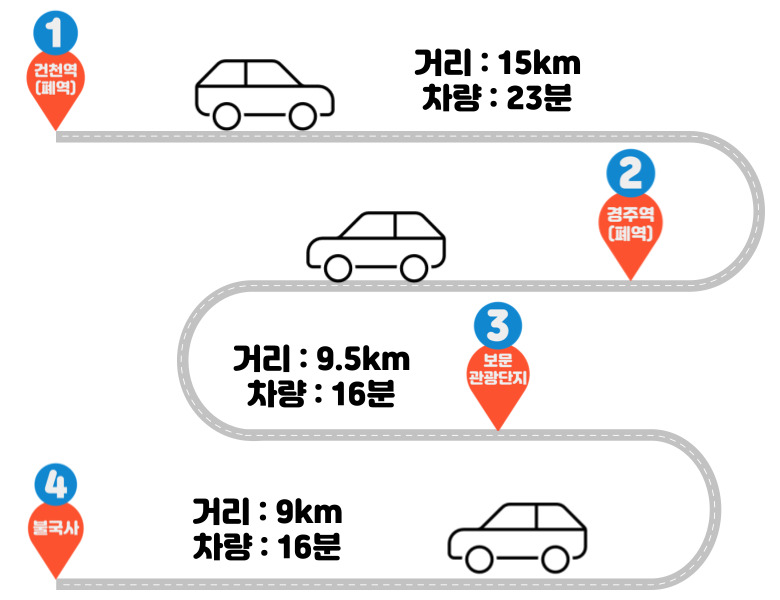 1
건천역
(폐역)
거리 : 15km
차량 : 23분
2
경주역
(폐역)
3
보문
관광단지
거리 : 9.5km
차량 : 16분
4
불국사
거리 : 9km
차량 : 16분